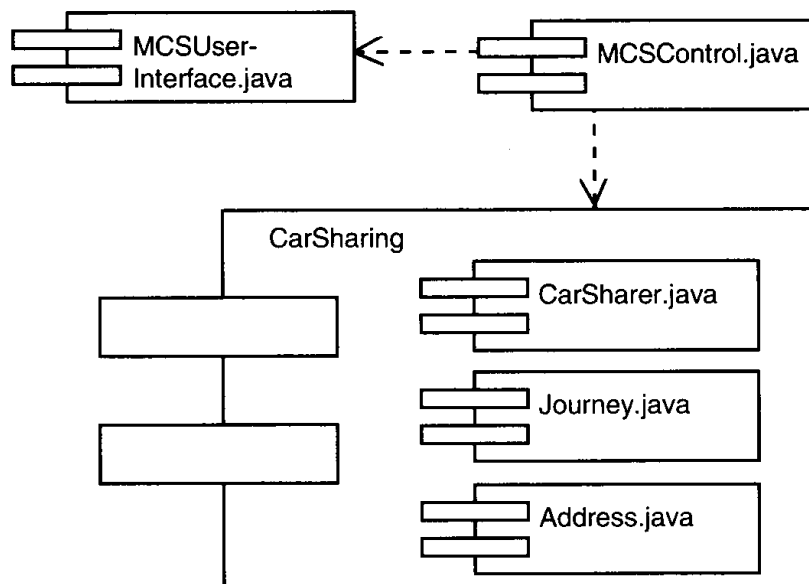 MCSUser-
Interface.java
MCSControl.java
CarSharing
CarSharer.java
Journey.java
Address.java